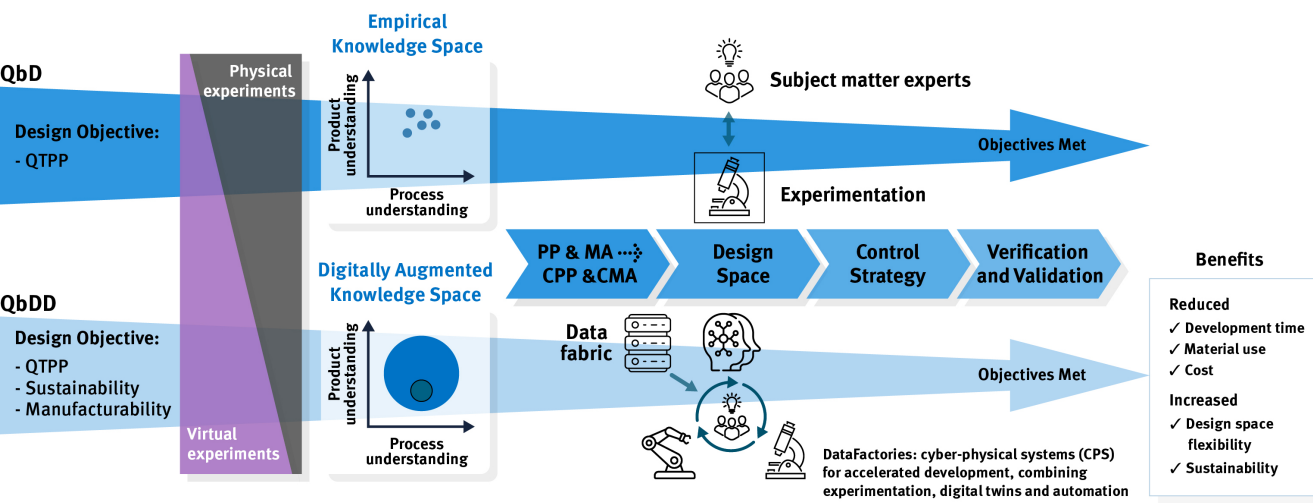 QbD
Design Objective:
- QTPP
Physical
experiments
Empirical
Knowledge Space
Product
understanding
Process
understanding
Subject matter experts
Experimentation
Objectives Met
PP & MA
CPP &CMA
Design
Space
Control
Strategy
Verification
and Validation
QbDD
Design Objective:
- QTPP
- Sustainability
- Manufacturability
Virtual
experiments
Digitally Augmented
Knowledge Space
Product
understanding
Process
understanding
Data
fabric
Objectives Met
DataFactories: cyber-physical systems (CPS)
for accelerated development, combining
experimentation, digital twins and automation
Benefits
Reduced
✓ Development time
✓ Material use
✓ Cost
Increased
✓ Design space
flexibility
✓ Sustainability